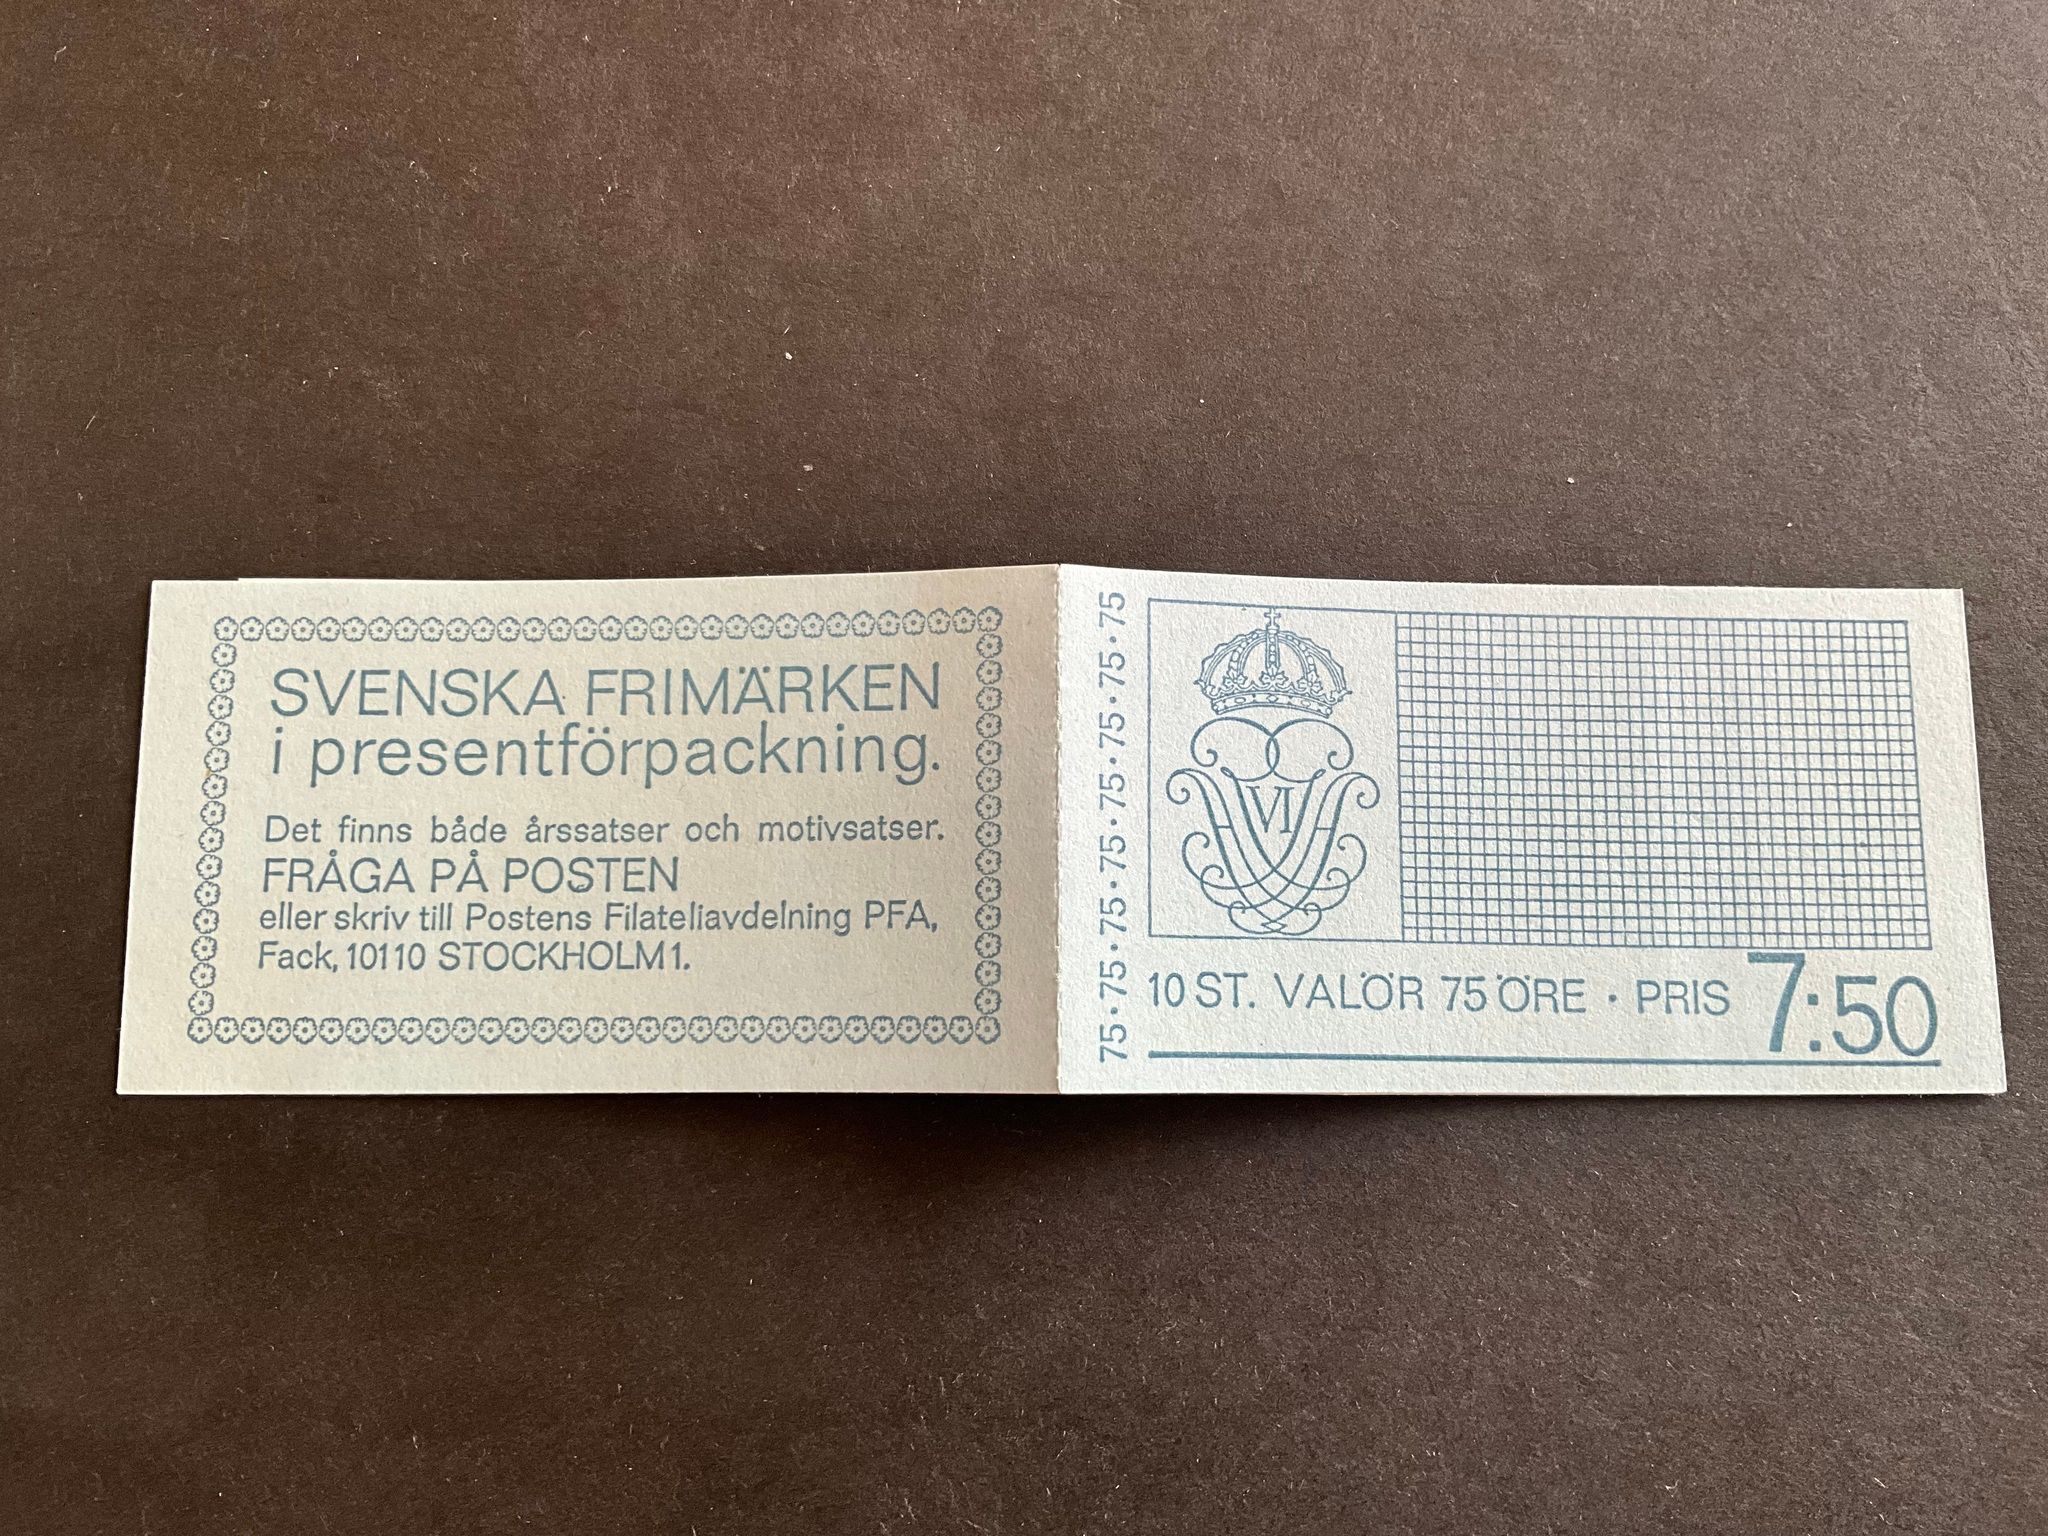 SVENSKA FRIMÄRKEN
i presentförpackning.
Det finns både årssatser och motivsatser.
FRÅGA PÅ POSTEN
eller skriv till Postens Filateliavdelning PFA,
Fack, 10110 STOCKHOLM 1.
75·75·75·75·75·75·75·75
VI
10 ST. VALÖR 75 ÖRE · PRIS 7:50